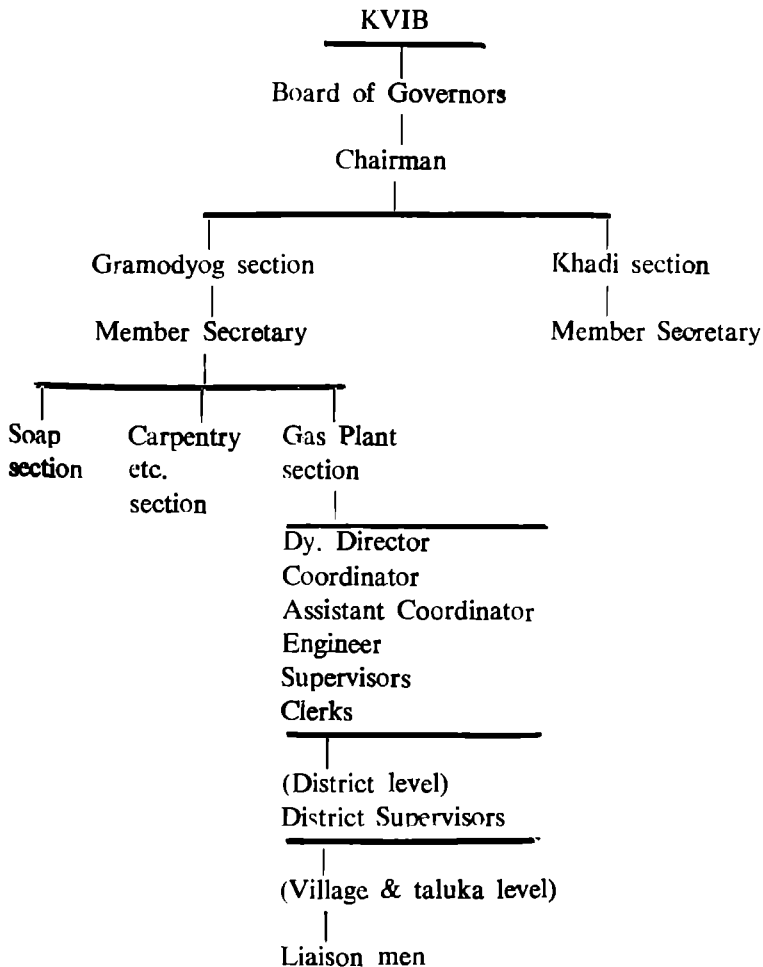 KVIB
Board of Governors
Chairman
Gramodyog section
Khadi section
Member Secretary
Member Secretary
Soap
section
Carpentry
etc.
section
Gas Plant
section
Dy. Director
Coordinator
Assistant Coordinator
Engineer
Supervisors
Clerks
(District level)
District Supervisors
(Village & taluka level)
Liaison men